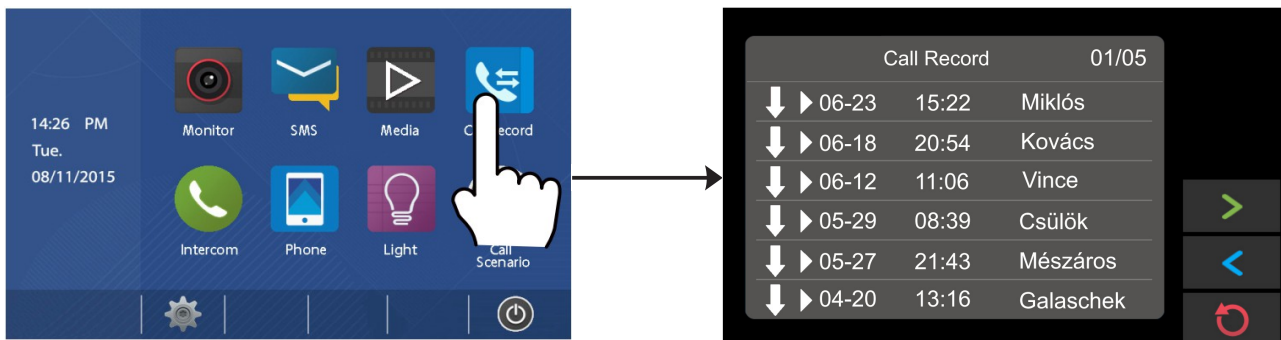 14:26 PM
Tue.
08/11/2015
Monitor SMS Media
Intercom Phone Light Call
Scenario
Call Record 01/05
06-23 15:22 Miklós
06-18 20:54 Kovács
06-12 11:06 Vince
05-29 08:39 Csülök
05-27 21:43 Mészáros
04-20 13:16 Galaschek